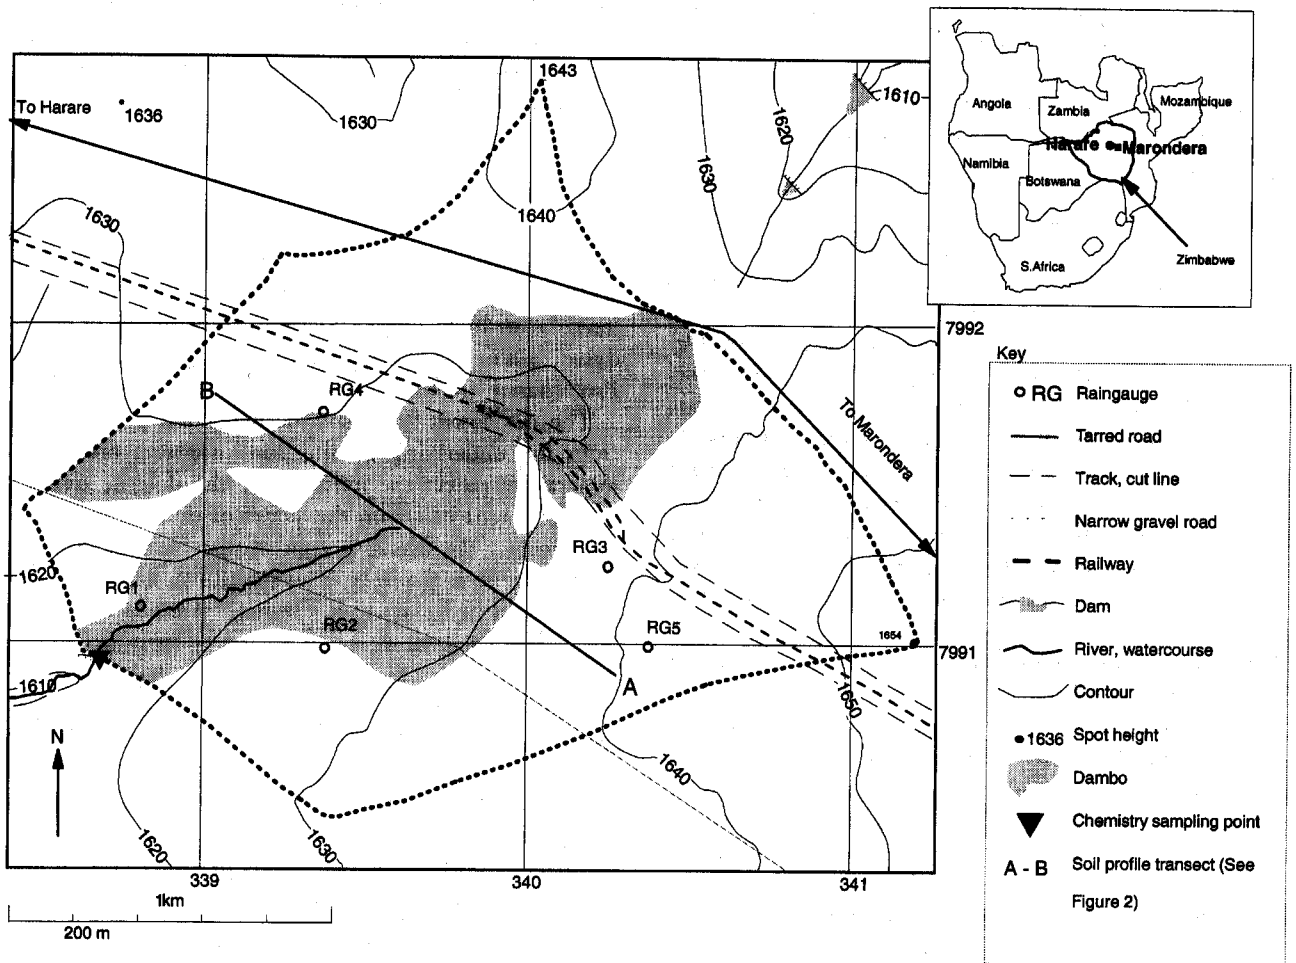 1643
To Harare
1636
1630
1610
1620
1630
1640
1630
Angola
Zambia
Mozambique
Harare
Marondera
Namibia
Botswana
S.Africa
Zimbabwe
7992
B
RG4
To Marondera
RG3
1620
RG1
RG2
RG5
1654
7991
A
1610
1650
N
1640
1620
1630
339
340
341
1km
200 m
Key
RG Raingauge
Tarred road
Track, cut line
Narrow gravel road
Railway
Dam
River, watercourse
Contour
1636 Spot height
Dambo
Chemistry sampling point
A - B Soil profile transect (See
Figure 2)